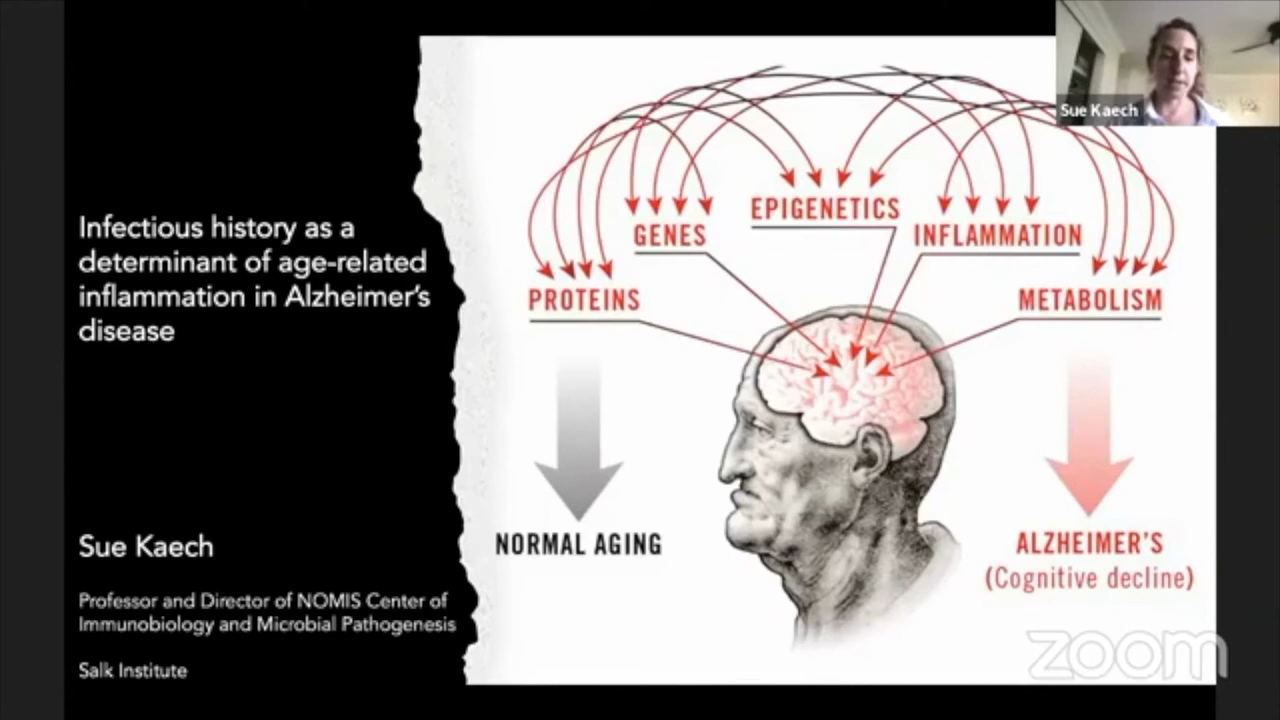 Infectious history as a
determinant of age-related
inflammation in Alzheimer's
disease
Sue Kaech
Professor and Director of NOMIS Center of
Immunobiology and Microbial Pathogenesis
Salk Institute
EPIGENETICS
GENES
INFLAMMATION
PROTEINS
METABOLISM
NORMAL AGING
ALZHEIMER'S
(Cognitive decline)
Sue Kaech
zoom